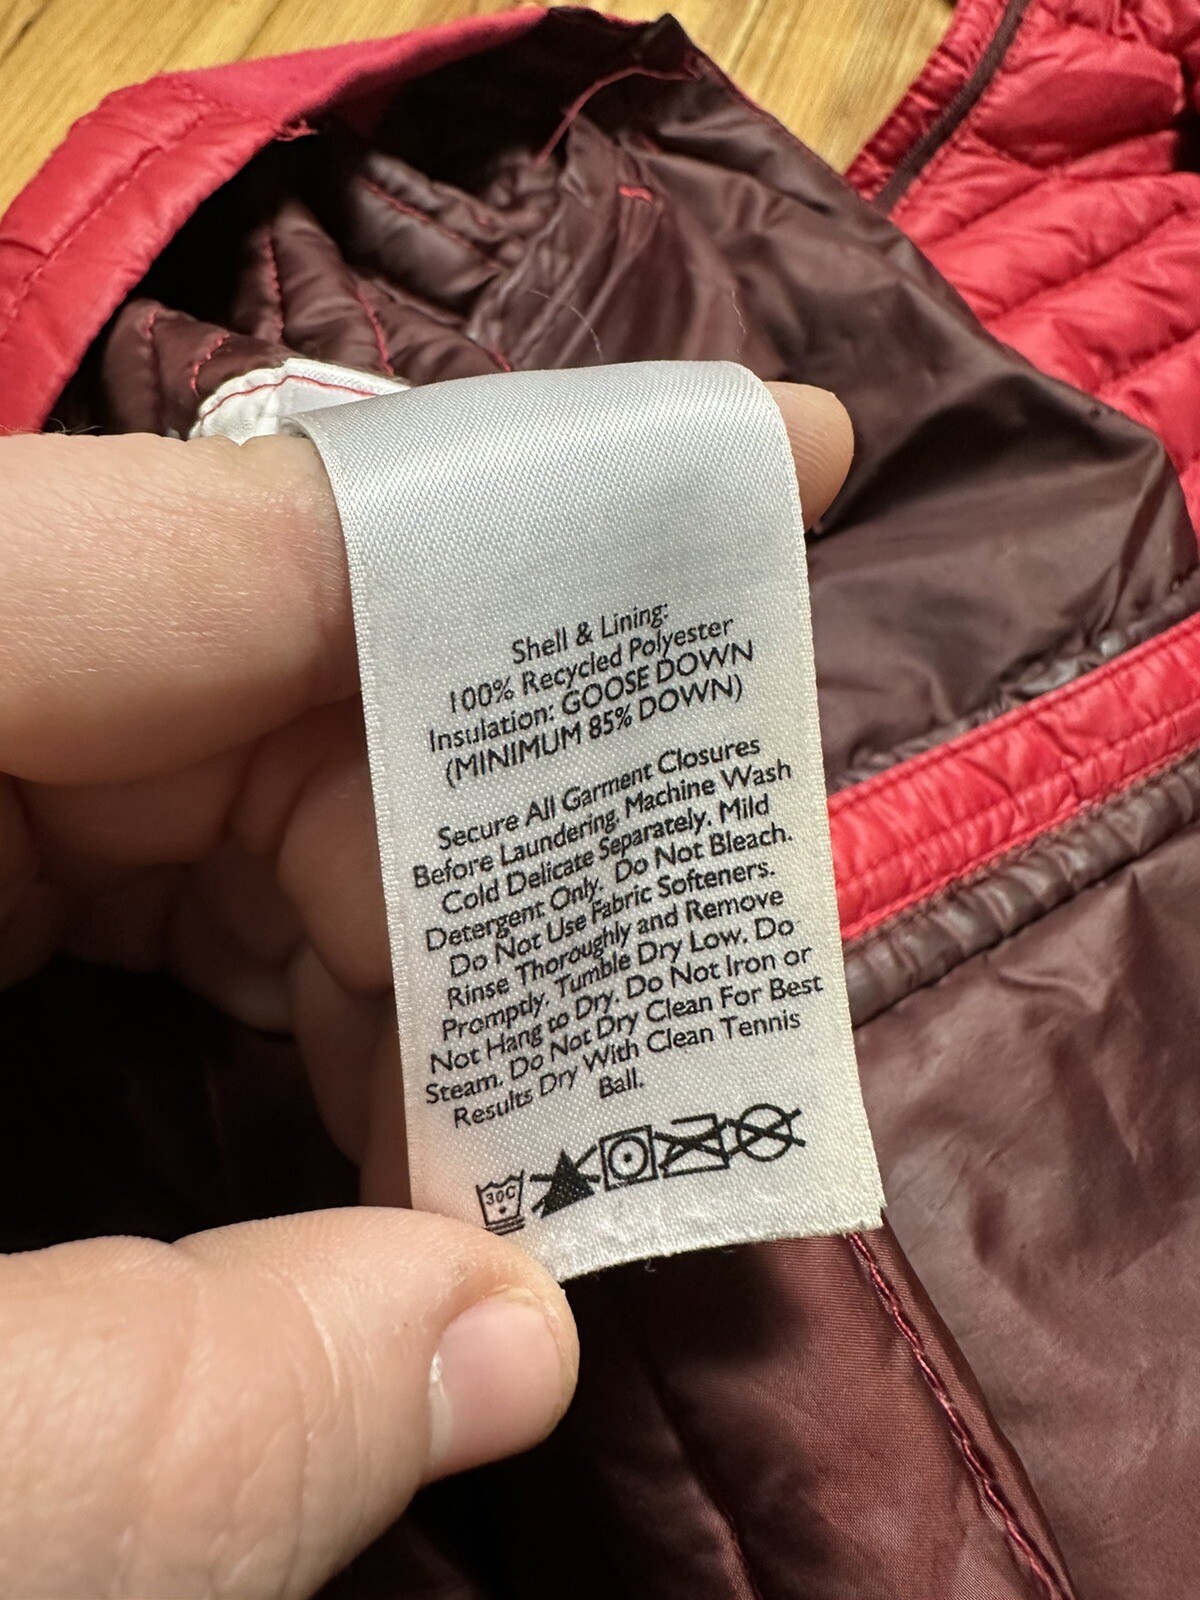 Shell & Lining:
100% Recycled Polyester
Insulation: GOOSE DOWN
(MINIMUM 85% DOWN)
Secure All Garment Closures
Before Laundering. Machine Wash
Cold Delicate Separately. Mild
Detergent Only. Do Not Bleach.
Do Not Use Fabric Softeners.
Rinse Thoroughly and Remove
Promptly. Tumble Dry Low. Do
Not Hang to Dry. Do Not Iron or
Steam. Do Not Dry Clean For Best
Results Dry With Clean Tennis
Ball.
30C